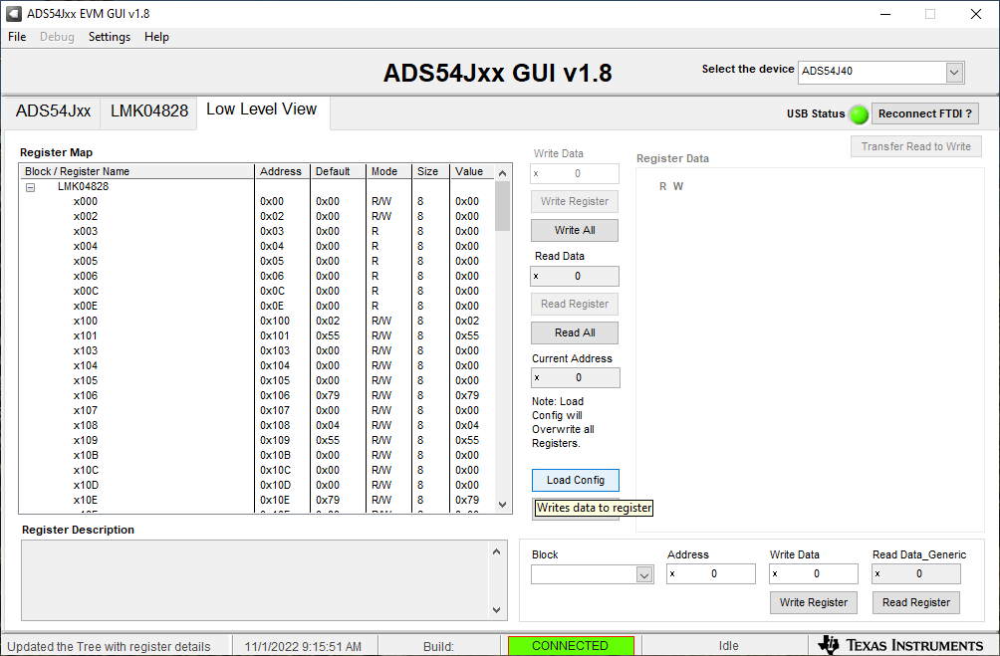 ADS54Jxx EVM GUI v1.8
File Debug Settings Help
ADS54Jxx GUI v1.8
Select the device ADS54J40
ADS54Jxx LMK04828 Low Level View
USB Status Reconnect FTDI ?
Transfer Read to Write
Register Map
Block / Register Name Address Default Mode Size Value
LMK04828
x000 0x00 0x00 R/W 8 0x00
x002 0x02 0x00 R/W 8 0x00
x003 0x03 0x00 R 8 0x00
x004 0x04 0x00 R 8 0x00
x005 0x05 0x00 R 8 0x00
x006 0x06 0x00 R 8 0x00
x00C 0x0C 0x00 R 8 0x00
x00E 0x0E 0x00 R 8 0x00
x100 0x100 0x02 R/W 8 0x02
x101 0x101 0x55 R/W 8 0x55
x103 0x103 0x00 R/W 8 0x00
x104 0x104 0x00 R/W 8 0x00
x105 0x105 0x00 R/W 8 0x00
x106 0x106 0x79 R/W 8 0x79
x107 0x107 0x00 R/W 8 0x00
x108 0x108 0x04 R/W 8 0x04
x109 0x109 0x55 R/W 8 0x55
x10B 0x10B 0x00 R/W 8 0x00
x10C 0x10C 0x00 R/W 8 0x00
x10D 0x10D 0x00 R/W 8 0x00
x10E 0x10E 0x79 R/W 8 0x79
Write Data
x 0
Write Register
Write All
Read Data
x 0
Read Register
Read All
Current Address
x 0
Note: Load
Config will
Overwrite all
Registers.
Load Config
Writes data to register
Register Data
R W
Register Description
Block Address Write Data Read Data_Generic
x 0 x 0 x 0
Write Register Read Register
Updated the Tree with register details 11/1/2022 9:15:51 AM Build: CONNECTED Idle TEXAS INSTRUMENTS